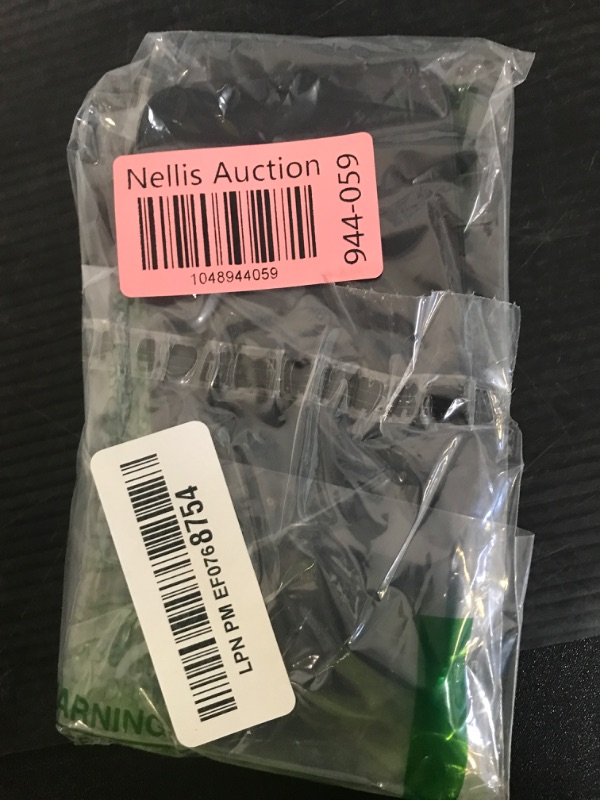 Nellis Auction
1048944059
944-059
LPN PM EF0768754
ARNING